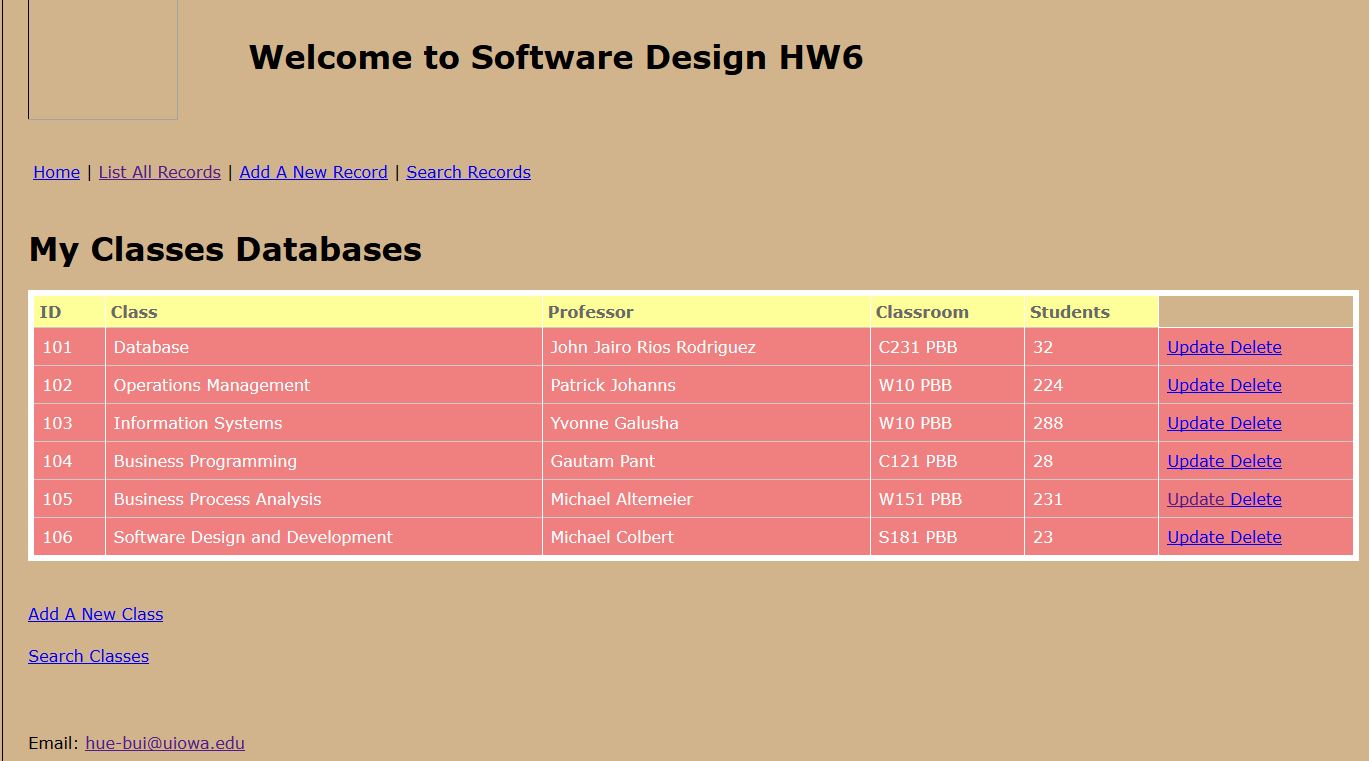 Welcome to Software Design HW6
Home | List All Records | Add A New Record | Search Records
My Classes Databases
ID Class Professor Classroom Students
101 Database John Jairo Rios Rodriguez C231 PBB 32 Update Delete
102 Operations Management Patrick Johanns W10 PBB 224 Update Delete
103 Information Systems Yvonne Galusha W10 PBB 288 Update Delete
104 Business Programming Gautam Pant C121 PBB 28 Update Delete
105 Business Process Analysis Michael Altemeier W151 PBB 231 Update Delete
106 Software Design and Development Michael Colbert S181 PBB 23 Update Delete
Add A New Class
Search Classes
Email: hue-bui@uiowa.edu